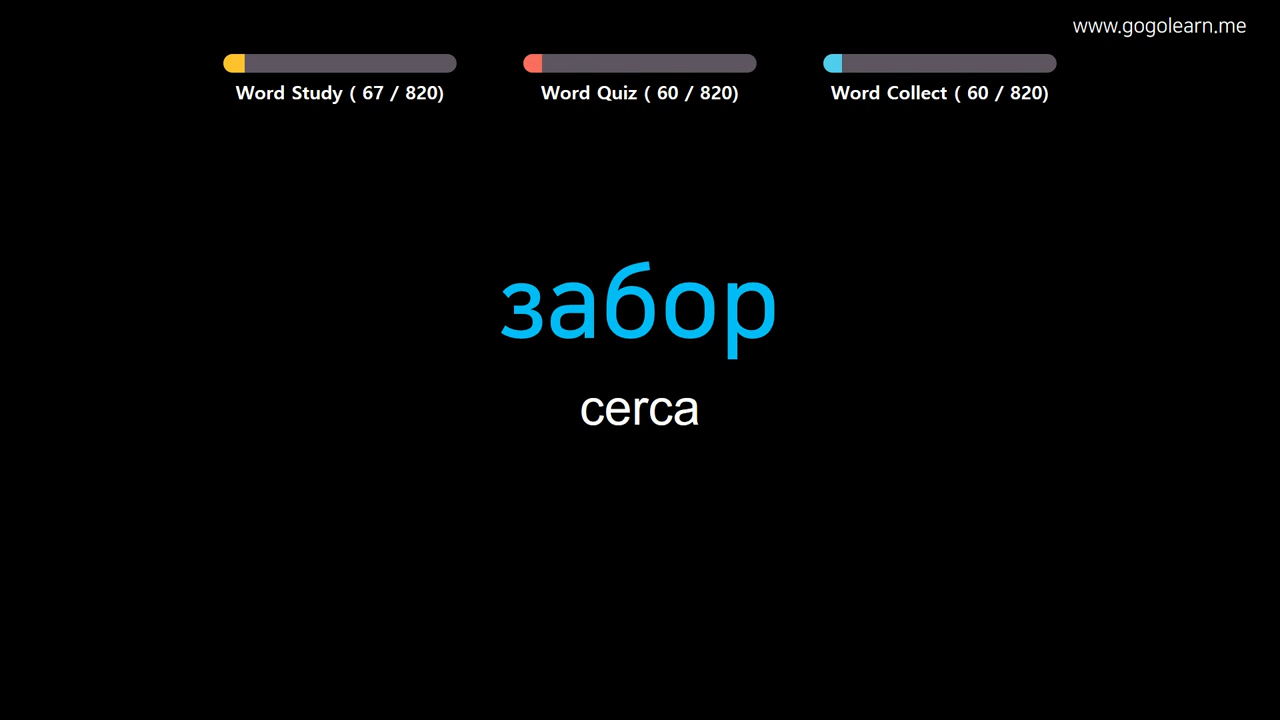 www.gogolearn.me
Word Study ( 67 / 820)
Word Quiz ( 60 / 820)
Word Collect ( 60 / 820)
забор
cerca